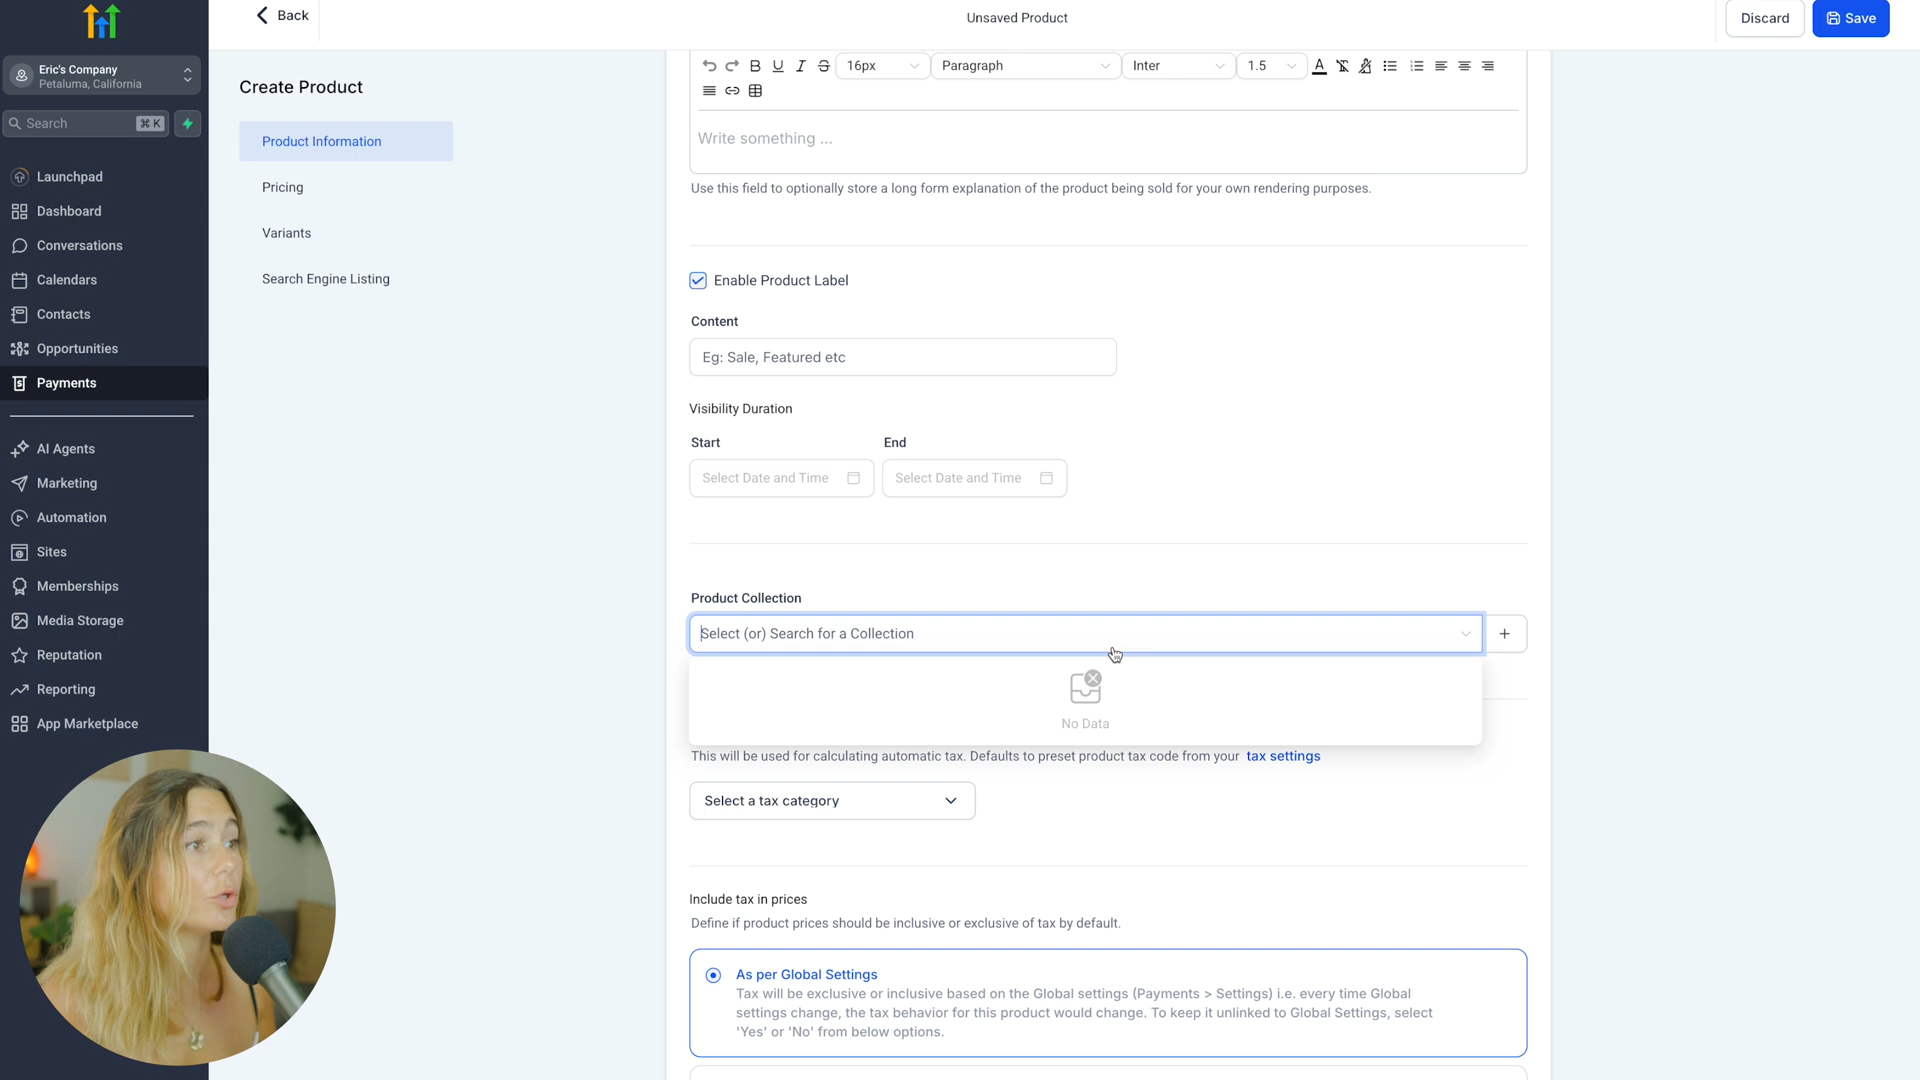 Back
Unsaved Product
Discard
Save
Eric's Company
Petaluma, California
Search
⌘ K
Launchpad
Dashboard
Conversations
Calendars
Contacts
Opportunities
Payments
AI Agents
Marketing
Automation
Sites
Memberships
Media Storage
Reputation
Reporting
App Marketplace
Create Product
Product Information
Pricing
Variants
Search Engine Listing
B U I S 16px Paragraph Inter 1.5 A
Write something ...
Use this field to optionally store a long form explanation of the product being sold for your own rendering purposes.
Enable Product Label
Content
Eg: Sale, Featured etc
Visibility Duration
Start End
Select Date and Time Select Date and Time
Product Collection
Select (or) Search for a Collection
No Data
This will be used for calculating automatic tax. Defaults to preset product tax code from your tax settings
Select a tax category
Include tax in prices
Define if product prices should be inclusive or exclusive of tax by default.
As per Global Settings
Tax will be exclusive or inclusive based on the Global settings (Payments > Settings) i.e. every time Global
settings change, the tax behavior for this product would change. To keep it unlinked to Global Settings, select
'Yes' or 'No' from below options.